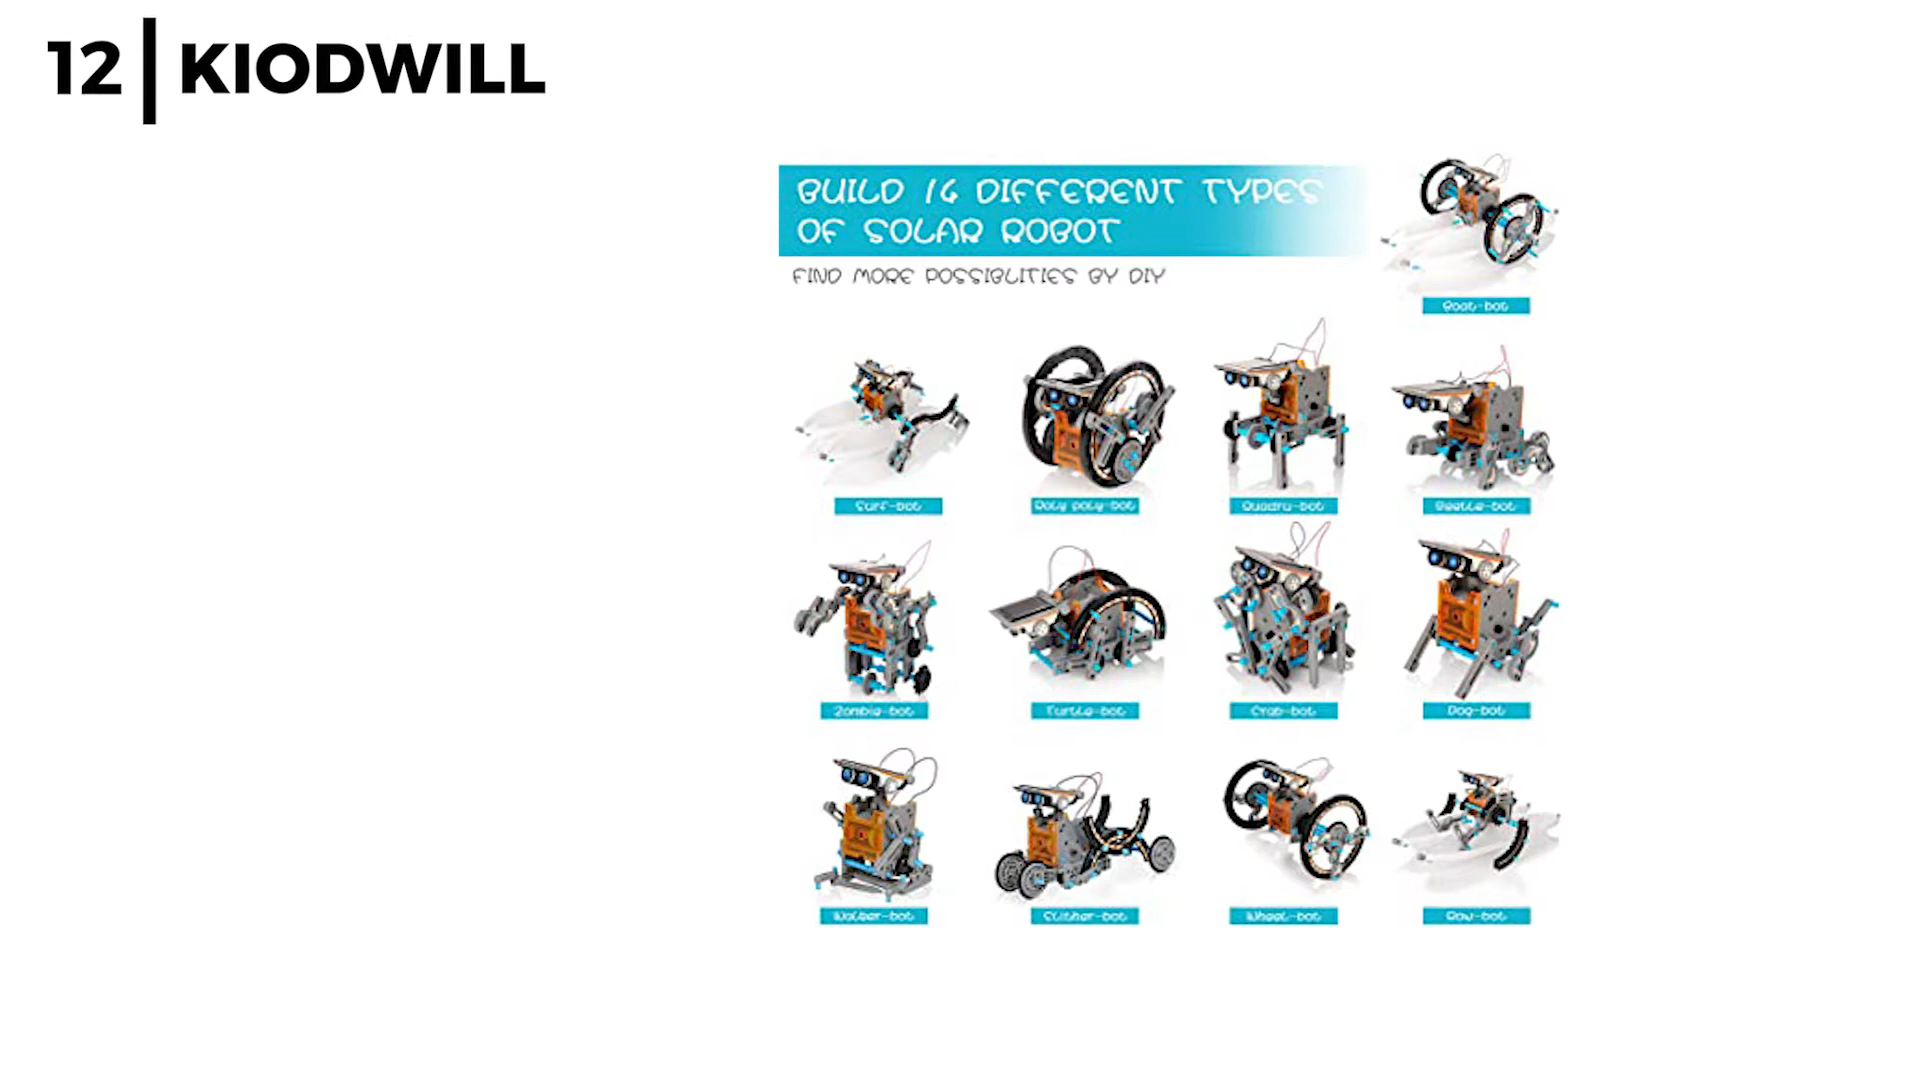 12 | KIODWILL
BUILD 14 DIFFERENT TYPES
OF SOLAR ROBOT
FIND MORE POSSIBLITIES BY DIY
Boat-bot
Surf-bot
Roly poly-bot
Quadru-bot
Beetle-bot
Zombie-bot
Turtle-bot
Crab-bot
Dog-bot
Walker-bot
Slither-bot
Wheel-bot
Row-bot